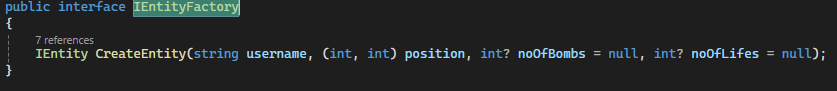 public interface IEntityFactory
{
7 references
IEntity CreateEntity(string username, (int, int) position, int? noOfBombs = null, int? noOfLifes = null);
}